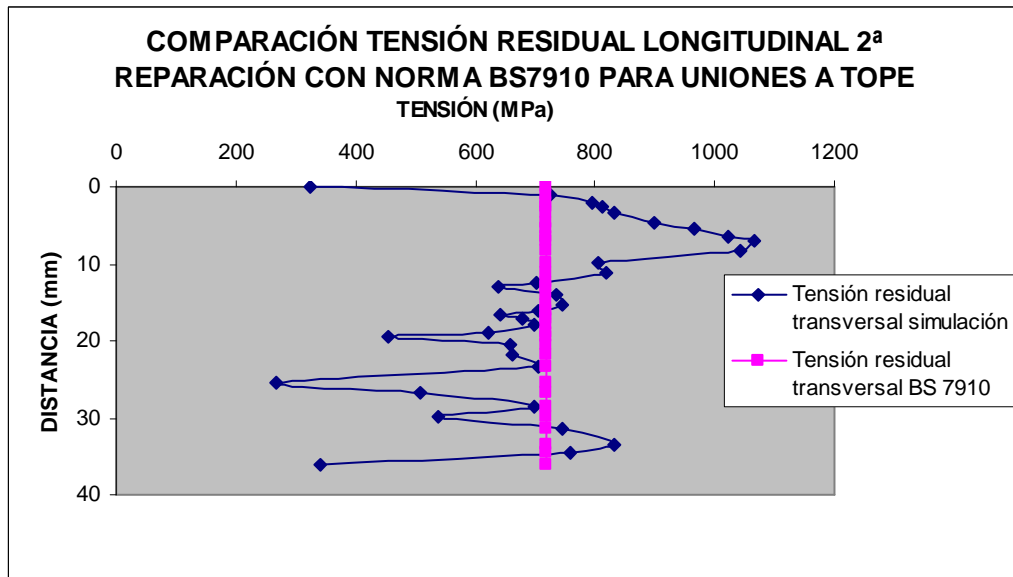 COMPARACIÓN TENSIÓN RESIDUAL LONGITUDINAL 2ª
REPARACIÓN CON NORMA BS7910 PARA UNIONES A TOPE
TENSIÓN (MPa)
0 200 400 600 800 1000 1200
0
10
20
30
40
DISTANCIA (mm)
Tensión residual
transversal simulación
Tensión residual
transversal BS 7910